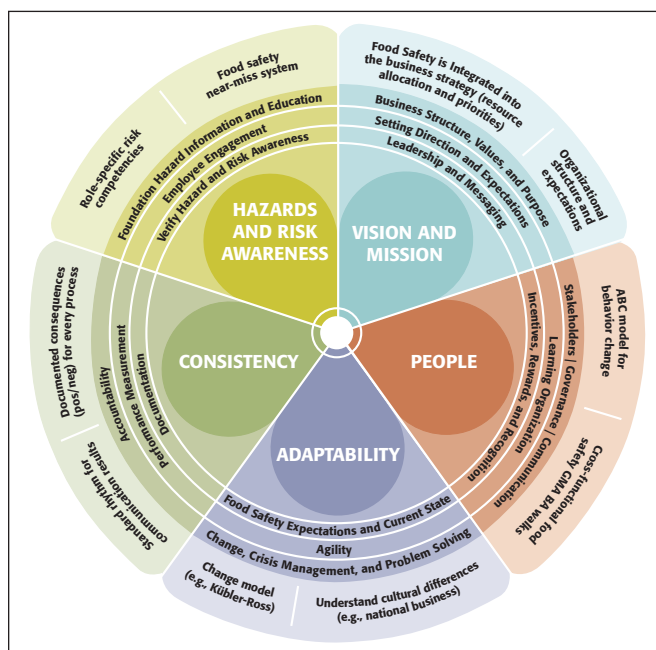 Food Safety is Integrated into
the business strategy (resource
allocation and priorities)
Organizational
structure and
expectations
Business Structure, Values, and Purpose
Setting Direction and Expectations
Leadership and Messaging
VISION AND
MISSION
ABC model for
behavior change
Cross-functional food
safety GMA BA walks
Stakeholders | Governance | Communication
Learning Organization
Incentives, Rewards, and Recognition
PEOPLE
ADAPTABILITY
Food Safety Expectations and Current State
Agility
Change, Crisis Management, and Problem Solving
Change model
(e.g., Kübler-Ross)
Understand cultural differences
(e.g., national business)
CONSISTENCY
Documentation
Performance Measurement
Accountability
Documented consequences
(pos/neg) for every process
Standard rhythm for
communication results
HAZARDS
AND RISK
AWARENESS
Verify Hazard and Risk Awareness
Employee Engagement
Foundation Hazard Information and Education
Role-specific risk
competencies
Food safety
near-miss system